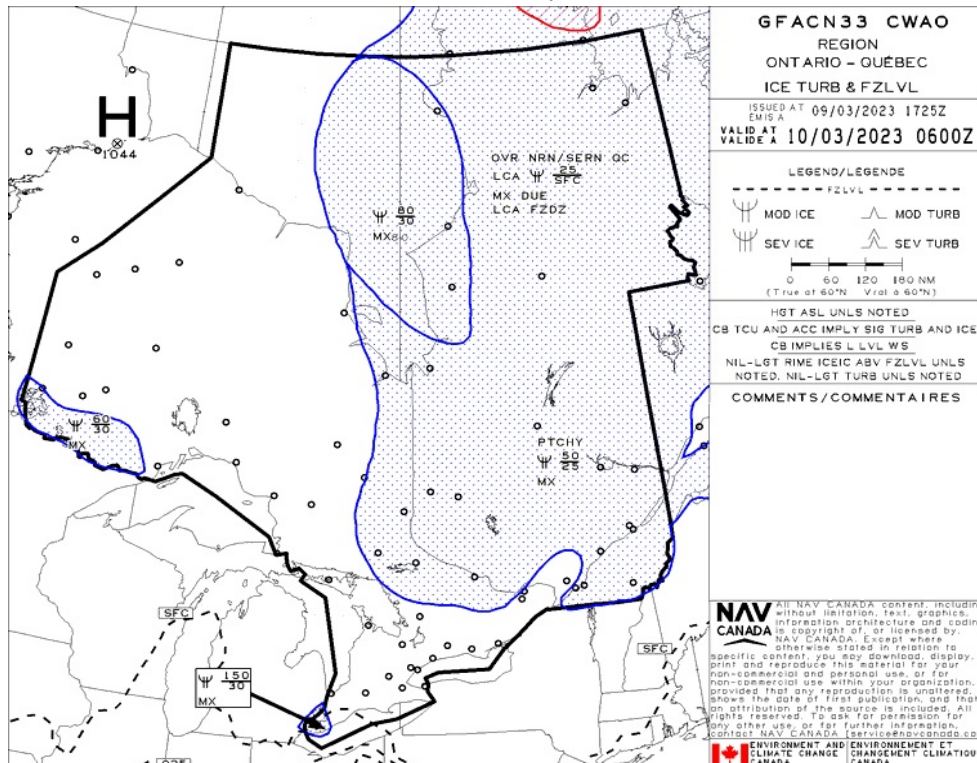 GFACN33 CWAO
REGION
ONTARIO - QUÉBEC
ICE TURB & FZLVL
ISSUED AT
ÉMIS A
09/03/2023 1725Z
VALID AT
VALIDE A
10/03/2023 0600Z
LEGEND/LÉGENDE
FZLVL
MOD ICE
MOD TURB
SEV ICE
SEV TURB
0 60 120 180 NM
(True at 60°N Vrai à 60°N)
HGT ASL UNLS NOTED
CB TCU AND ACC IMPLY SIG TURB AND ICE
CB IMPLIES L LVL WS
NIL-LGT RIME ICEIC ABV FZLVL UNLS
NOTED. NIL-LGT TURB UNLS NOTED
COMMENTS/COMMENTAIRES
H
1044
OVR NRN/SERN QC
LCA 25
SFC
MX DUE
LCA FZDZ
80
30
MX
60
30
MX
PTCHY
50
25
MX
SFC
150
30
MX
SFC
NAV
CANADA
All NAV CANADA content, including
without limitation, text, graphics,
information architecture and coding
is copyright of, or licensed by,
NAV CANADA. Except where
otherwise stated in relation to
specific content, you may download, display,
print and reproduce this material for your
non-commercial and personal use, or for
non-commercial use within your organization,
provided that any reproduction is unaltered,
shows the date of first publication, and that
an attribution of the source is included. All
rights reserved. To ask for permission for
any other use, or for further information,
contact NAV CANADA [service@navcanada.ca
ENVIRONMENT AND
CLIMATE CHANGE
CANADA
ENVIRONNEMENT ET
CHANGEMENT CLIMATIQUE
CANADA